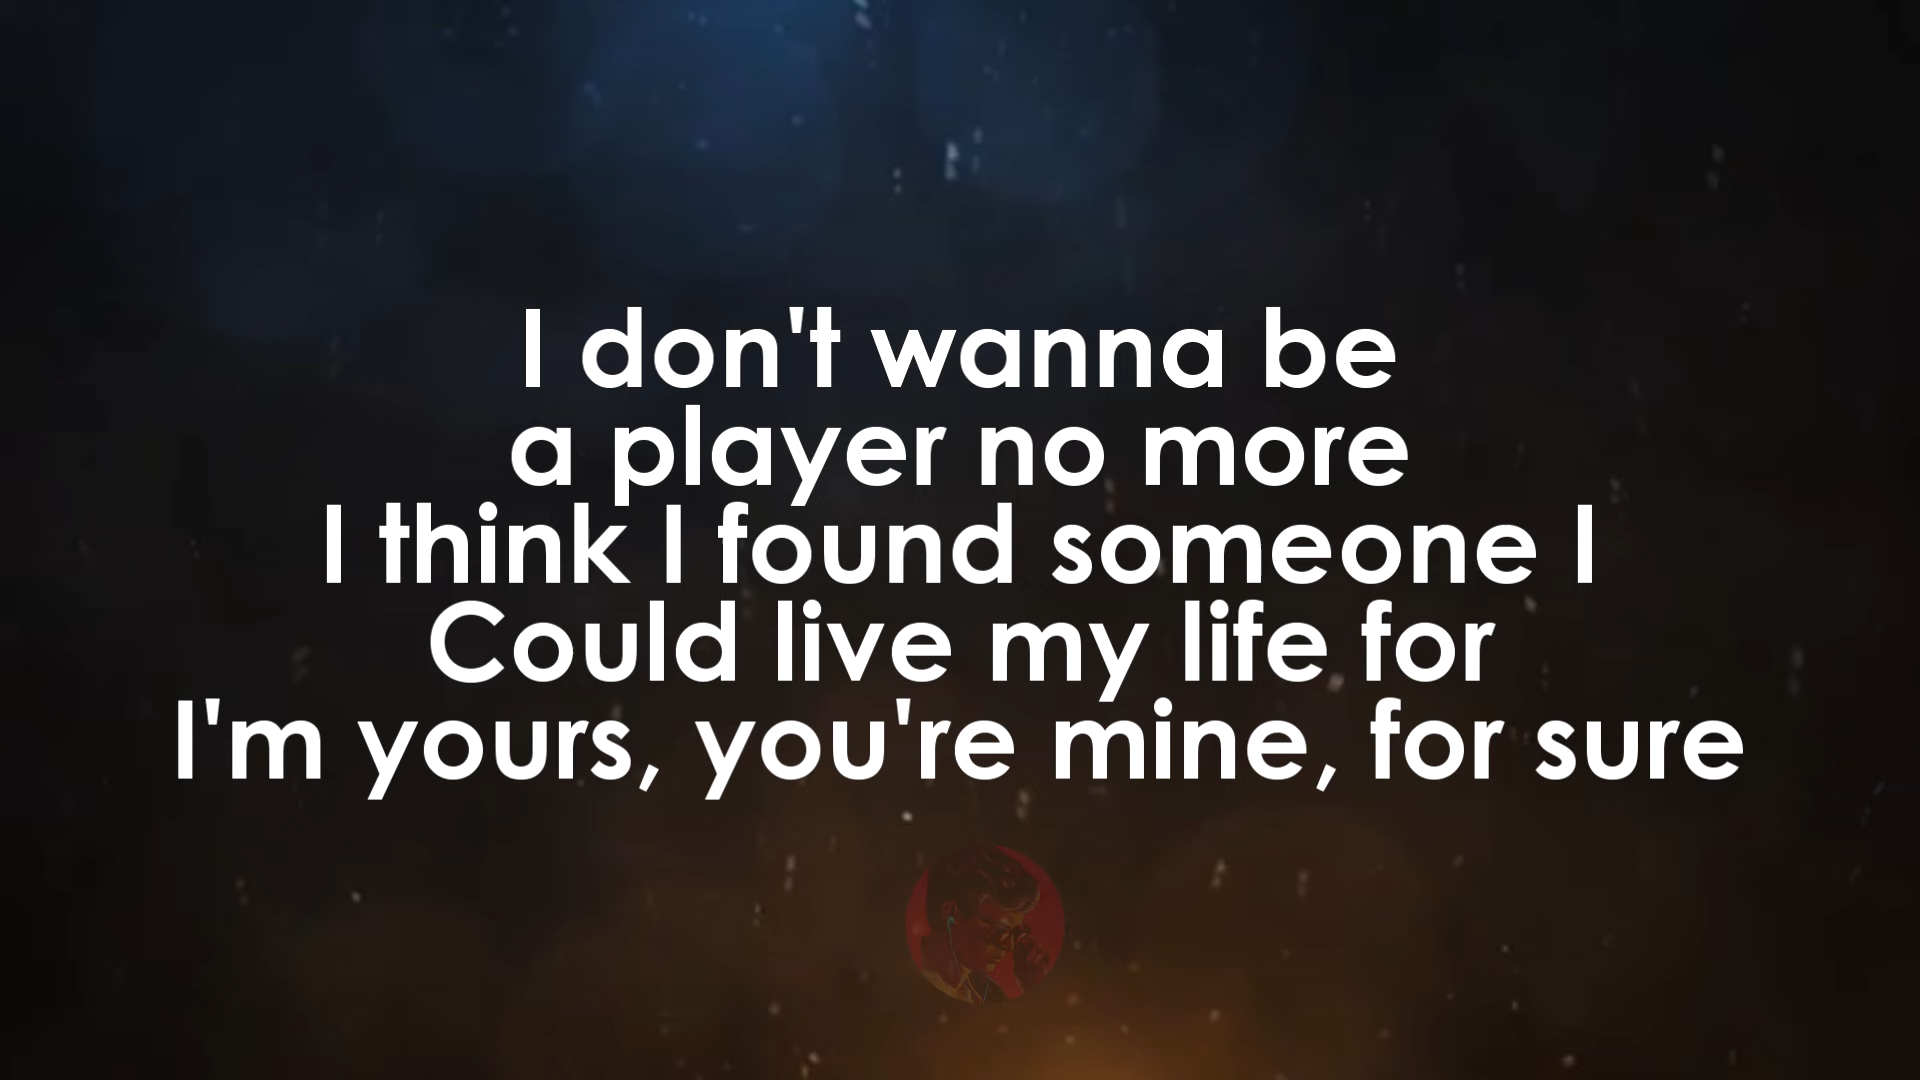 I don't wanna be
a player no more
I think I found someone I
Could live my life for
I'm yours, you're mine, for sure